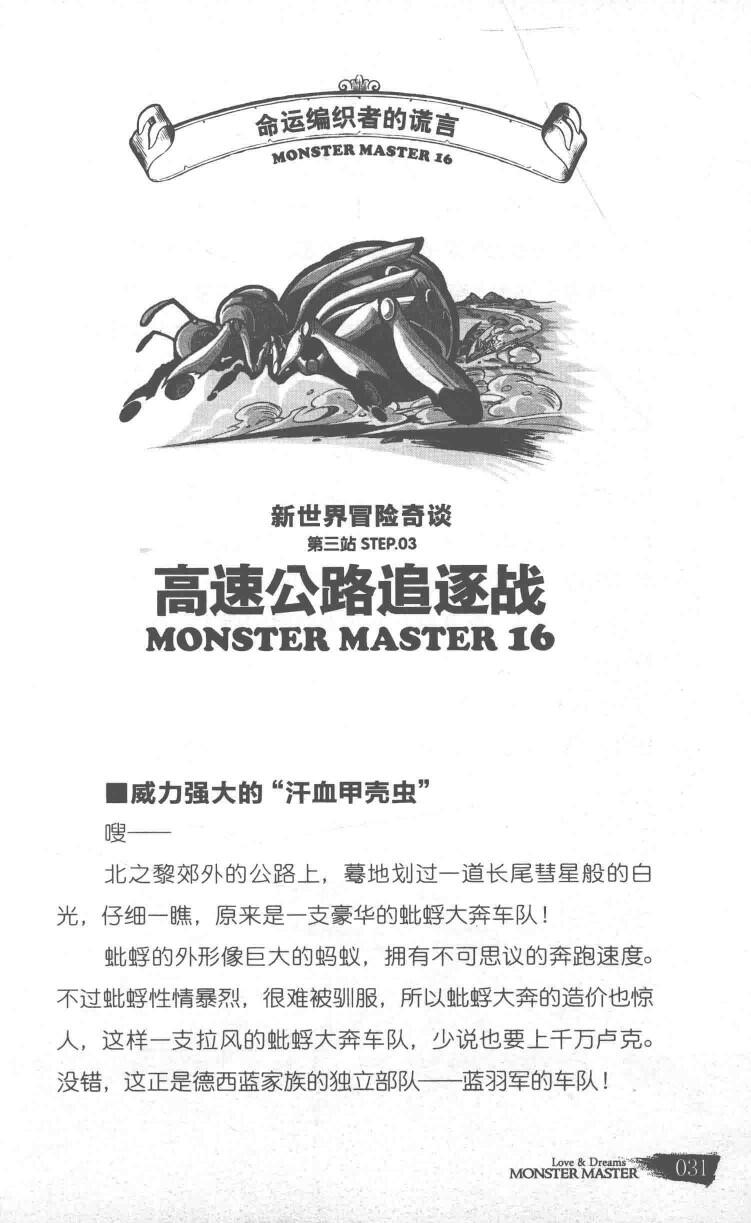 命运编织者的谎言
MONSTER MASTER 16
新世界冒险奇谈
第三站 STEP.03
高速公路追逐战
MONSTER MASTER 16
■威力强大的“汗血甲壳虫”
嗖——
北之黎郊外的公路上，蓦地划过一道长尾彗星般的白
光，仔细一瞧，原来是一支豪华的蚍蜉大奔车队！
蚍蜉的外形像巨大的蚂蚁，拥有不可思议的奔跑速度。
不过蚍蜉性情暴烈，很难被驯服，所以蚍蜉大奔的造价也惊
人，这样一支拉风的蚍蜉大奔车队，少说也要上千万卢克。
没错，这正是德西蓝家族的独立部队——蓝羽军的车队！
Love & Dreams
MONSTER MASTER
031